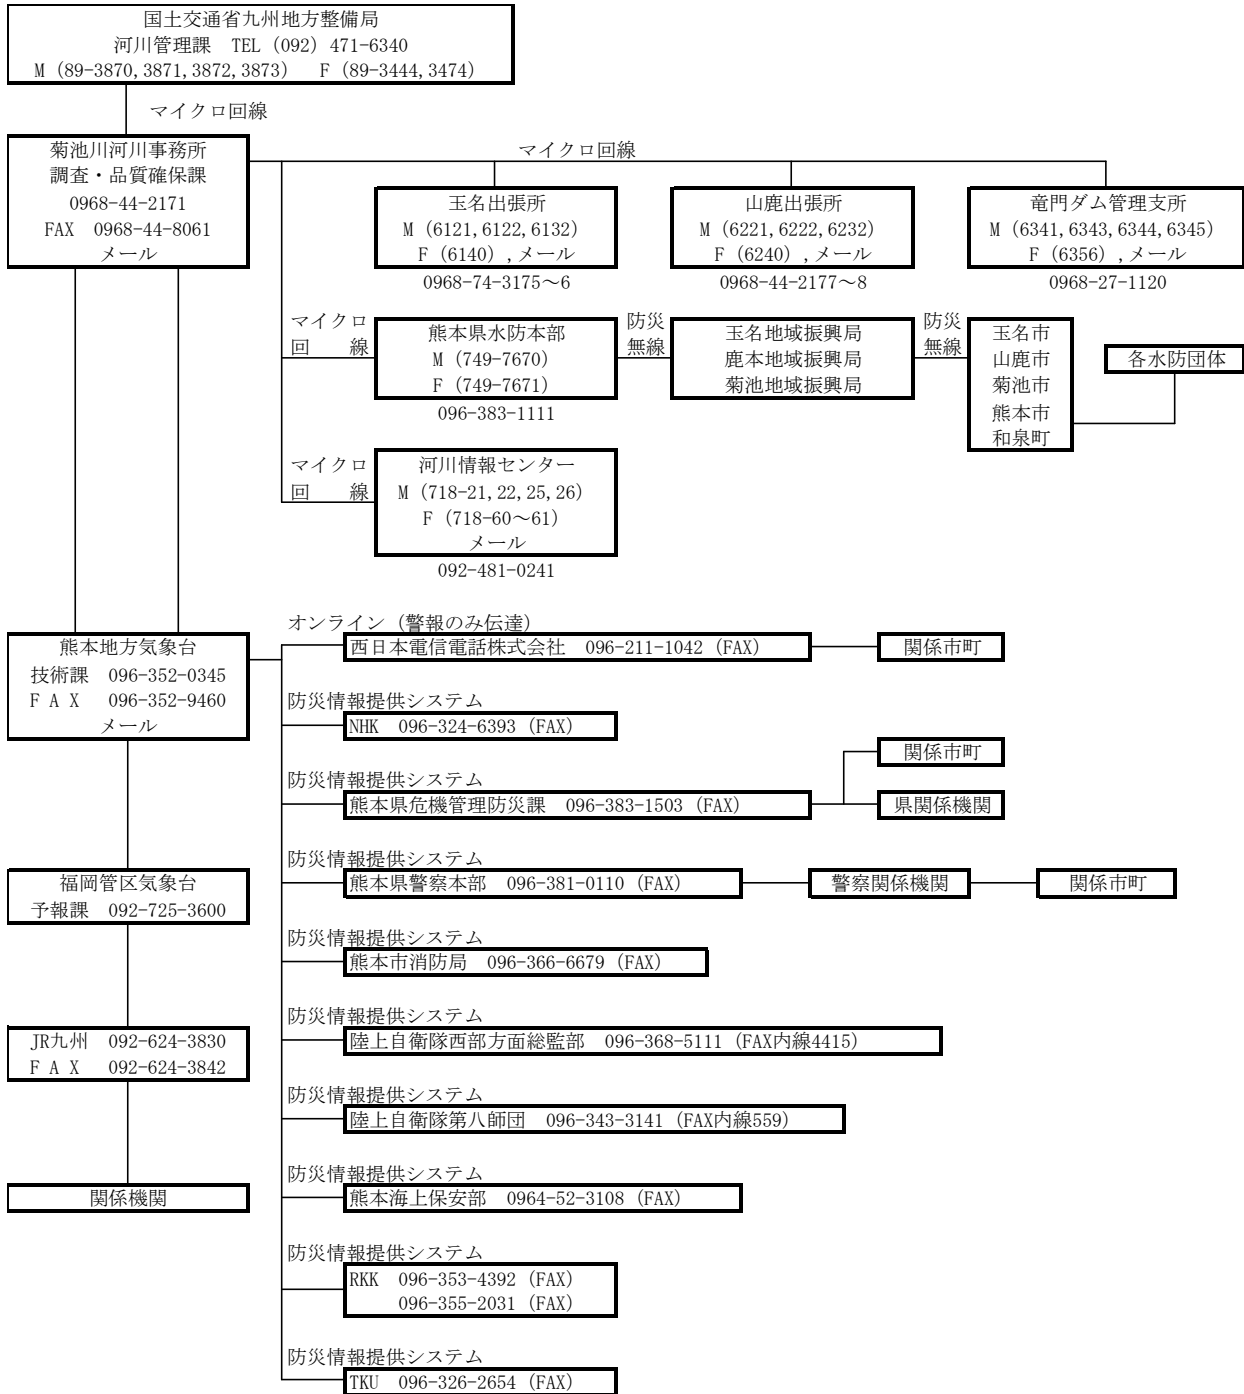 国土交通省九州地方整備局
河川管理課　TEL（092）471-6340
M（89-3870,3871,3872,3873）　F（89-3444,3474）
マイクロ回線
菊池川河川事務所
調査・品質確保課
0968-44-2171
FAX　0968-44-8061
メール
マイクロ回線
玉名出張所
M（6121,6122,6132）
F（6140）,メール
0968-74-3175～6
山鹿出張所
M（6221,6222,6232）
F（6240）,メール
0968-44-2177～8
竜門ダム管理支所
M（6341,6343,6344,6345）
F（6356）,メール
0968-27-1120
マイクロ
回　線
熊本県水防本部
M（749-7670）
F（749-7671）
096-383-1111
防災
無線
玉名地域振興局
鹿本地域振興局
菊池地域振興局
防災
無線
玉名市
山鹿市
菊池市
熊本市
和泉町
各水防団体
マイクロ
回　線
河川情報センター
M（718-21,22,25,26）
F（718-60～61）
メール
092-481-0241
熊本地方気象台
技術課　096-352-0345
F A X　096-352-9460
メール
オンライン（警報のみ伝達）
西日本電信電話株式会社　096-211-1042（FAX）
関係市町
防災情報提供システム
NHK　096-324-6393（FAX）
防災情報提供システム
熊本県危機管理防災課　096-383-1503（FAX）
関係市町
県関係機関
防災情報提供システム
熊本県警察本部　096-381-0110（FAX）
警察関係機関
関係市町
福岡管区気象台
予報課　092-725-3600
防災情報提供システム
熊本市消防局　096-366-6679（FAX）
防災情報提供システム
陸上自衛隊西部方面総監部　096-368-5111（FAX内線4415）
JR九州　092-624-3830
F A X　092-624-3842
防災情報提供システム
陸上自衛隊第八師団　096-343-3141（FAX内線559）
防災情報提供システム
熊本海上保安部　0964-52-3108（FAX）
関係機関
防災情報提供システム
RKK　096-353-4392（FAX）
096-355-2031（FAX）
防災情報提供システム
TKU　096-326-2654（FAX）